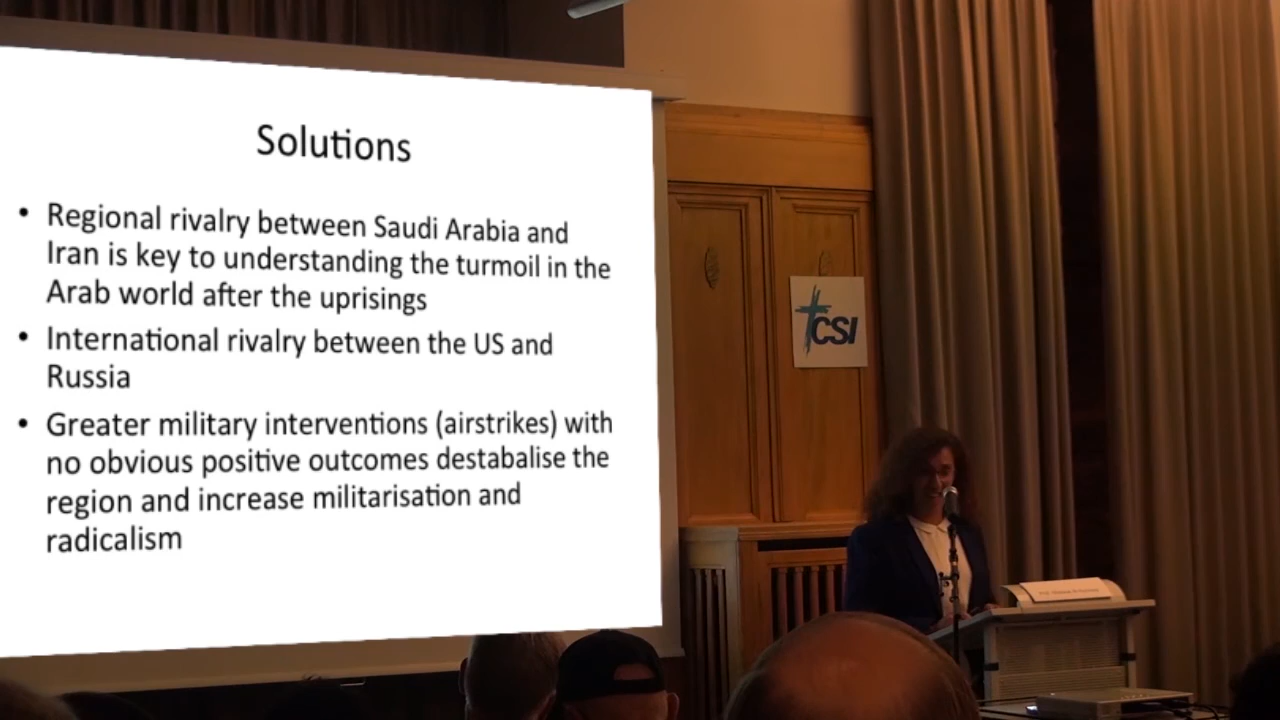 Solutions
• Regional rivalry between Saudi Arabia and
Iran is key to understanding the turmoil in the
Arab world after the uprisings
• International rivalry between the US and
Russia
• Greater military interventions (airstrikes) with
no obvious positive outcomes destabalise the
region and increase militarisation and
radicalism
CSI